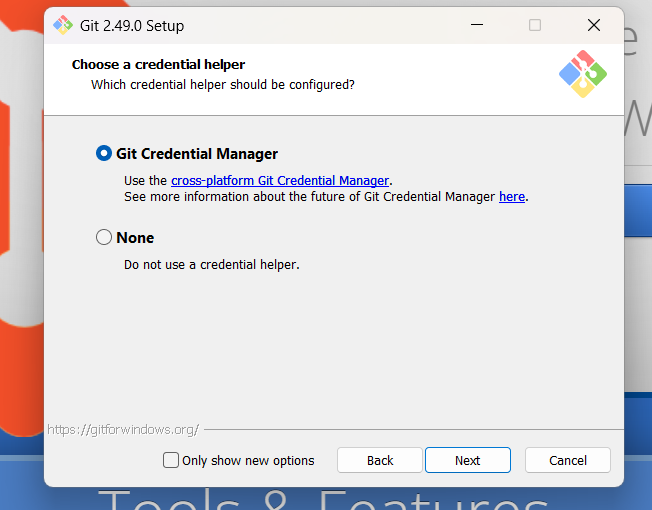 Git 2.49.0 Setup
Choose a credential helper
Which credential helper should be configured?
Git Credential Manager
Use the cross-platform Git Credential Manager.
See more information about the future of Git Credential Manager here.
None
Do not use a credential helper.
https://gitforwindows.org/
Only show new options
Back
Next
Cancel
Tools & Features